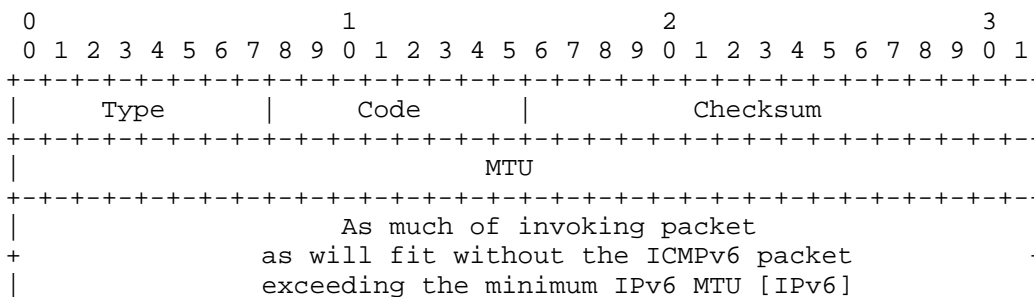 0                   1                   2                   3
 0 1 2 3 4 5 6 7 8 9 0 1 2 3 4 5 6 7 8 9 0 1 2 3 4 5 6 7 8 9 0 1
+-+-+-+-+-+-+-+-+-+-+-+-+-+-+-+-+-+-+-+-+-+-+-+-+-+-+-+-+-+-+-+-
|     Type      |     Code      |          Checksum
+-+-+-+-+-+-+-+-+-+-+-+-+-+-+-+-+-+-+-+-+-+-+-+-+-+-+-+-+-+-+-+-
|                             MTU
+-+-+-+-+-+-+-+-+-+-+-+-+-+-+-+-+-+-+-+-+-+-+-+-+-+-+-+-+-+-+-+-
|                    As much of invoking packet
+               as will fit without the ICMPv6 packet           -
|               exceeding the minimum IPv6 MTU [IPv6]